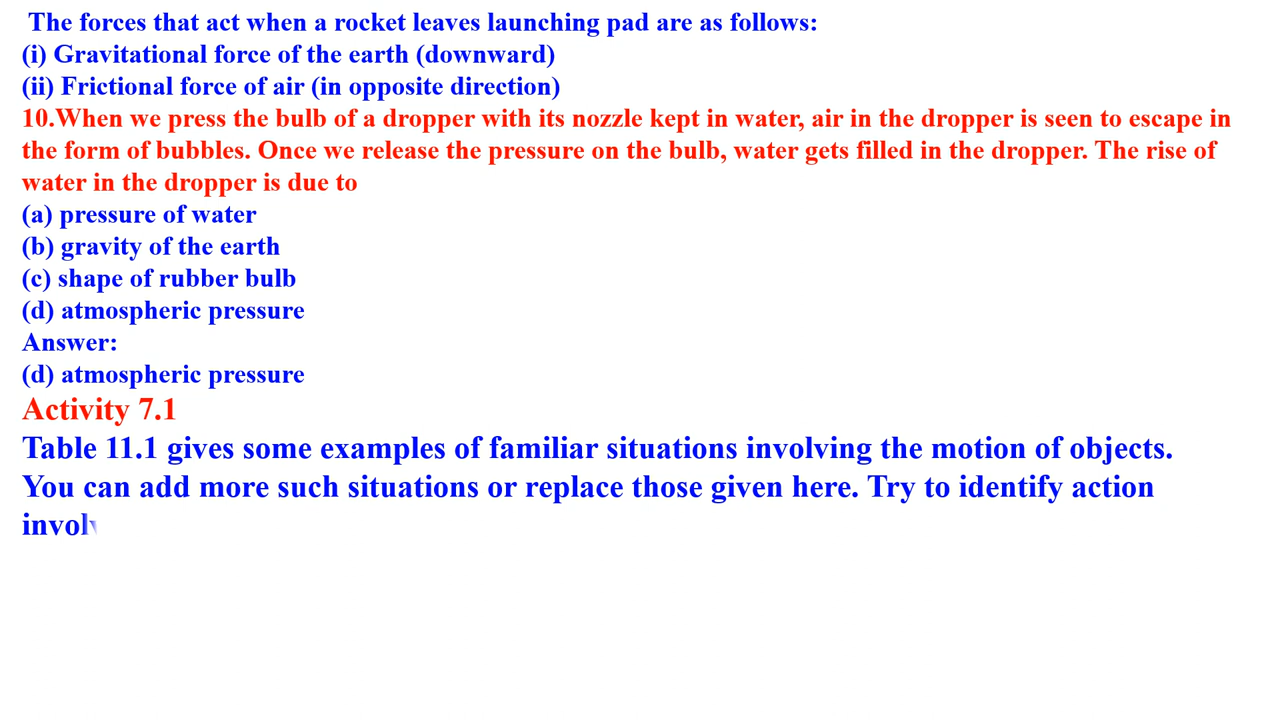 The forces that act when a rocket leaves launching pad are as follows:
(i) Gravitational force of the earth (downward)
(ii) Frictional force of air (in opposite direction)
10.When we press the bulb of a dropper with its nozzle kept in water, air in the dropper is seen to escape in
the form of bubbles. Once we release the pressure on the bulb, water gets filled in the dropper. The rise of
water in the dropper is due to
(a) pressure of water
(b) gravity of the earth
(c) shape of rubber bulb
(d) atmospheric pressure
Answer:
(d) atmospheric pressure
Activity 7.1
Table 11.1 gives some examples of familiar situations involving the motion of objects.
You can add more such situations or replace those given here. Try to identify action